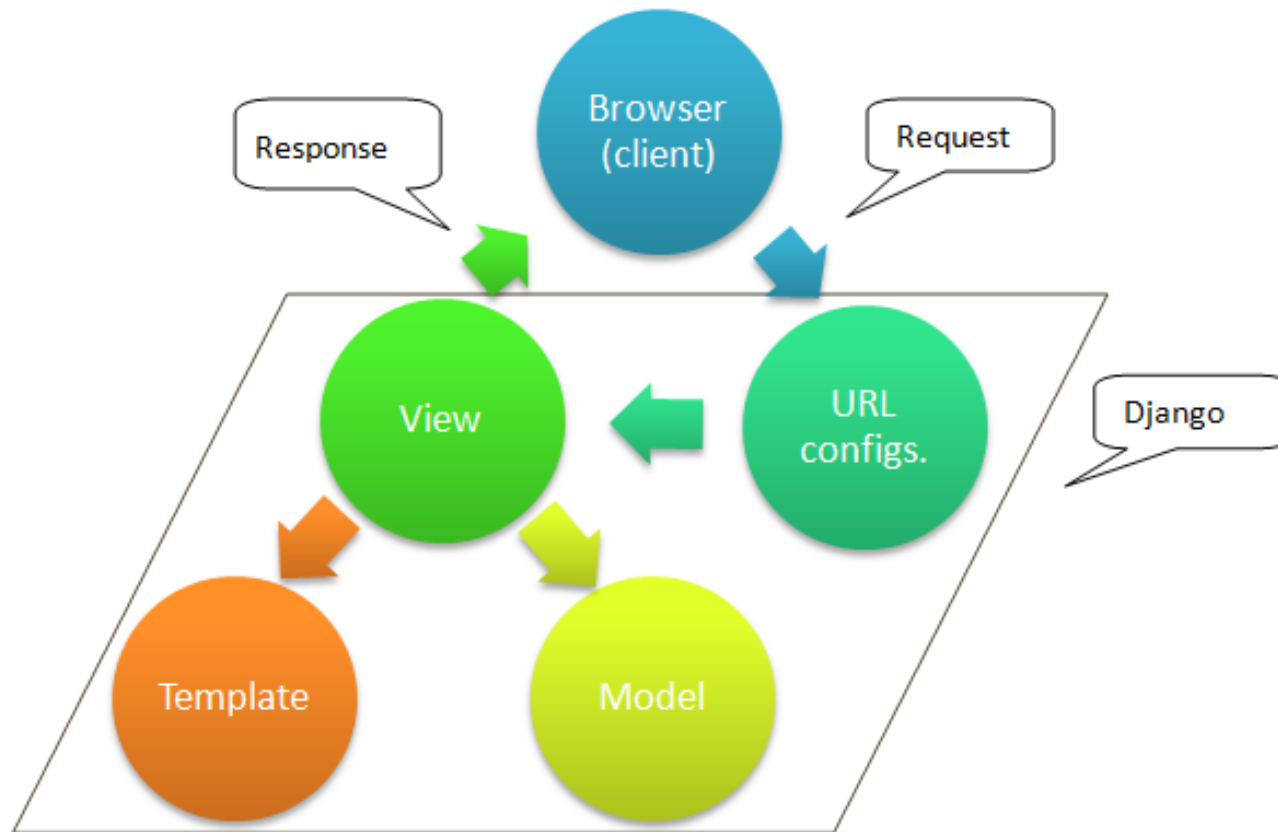 Browser
(client)
Response
Request
View
URL
configs.
Django
Template
Model